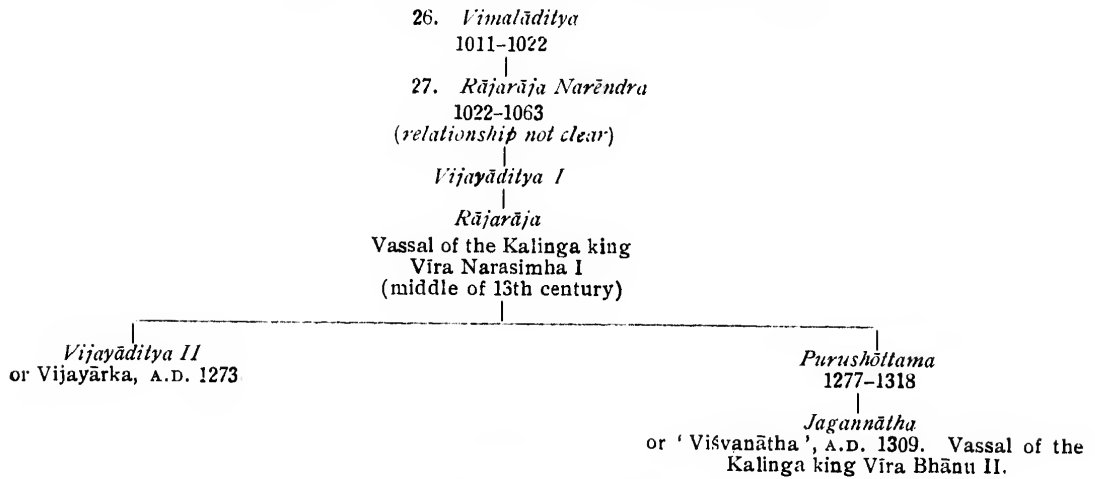 26. Vimalāditya
1011–1022
27. Rājarāja Narēndra
1022–1063
(relationship not clear)
Vijayāditya I
Rājarāja
Vassal of the Kalinga king
Vīra Narasimha I
(middle of 13th century)
Vijayāditya II
or Vijayārka, A.D. 1273
Purushōttama
1277–1318
Jagannātha
or ‘ Viśvanātha ’, A.D. 1309. Vassal of the
Kalinga king Vīra Bhānu II.